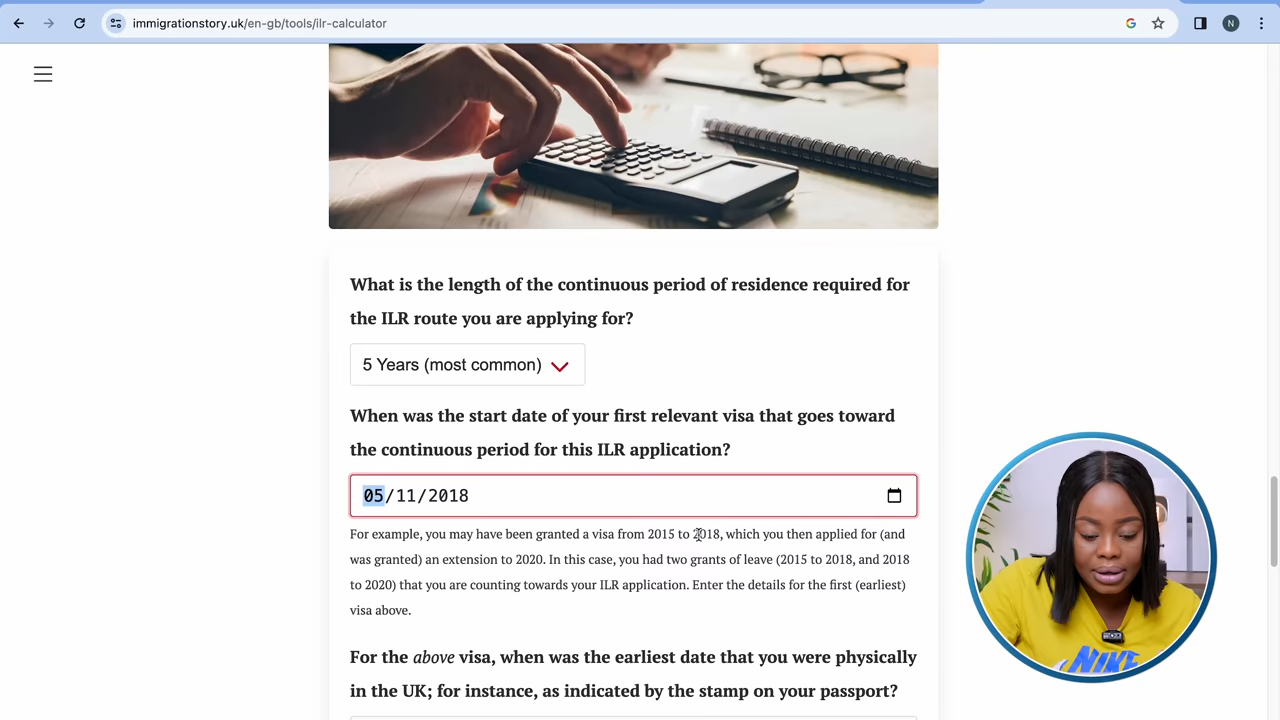 immigrationstory.uk/en-gb/tools/ilr-calculator
G
N
What is the length of the continuous period of residence required for
the ILR route you are applying for?
5 Years (most common)
When was the start date of your first relevant visa that goes toward
the continuous period for this ILR application?
05/11/2018
For example, you may have been granted a visa from 2015 to 2018, which you then applied for (and
was granted) an extension to 2020. In this case, you had two grants of leave (2015 to 2018, and 2018
to 2020) that you are counting towards your ILR application. Enter the details for the first (earliest)
visa above.
For the above visa, when was the earliest date that you were physically
in the UK; for instance, as indicated by the stamp on your passport?
NIKE